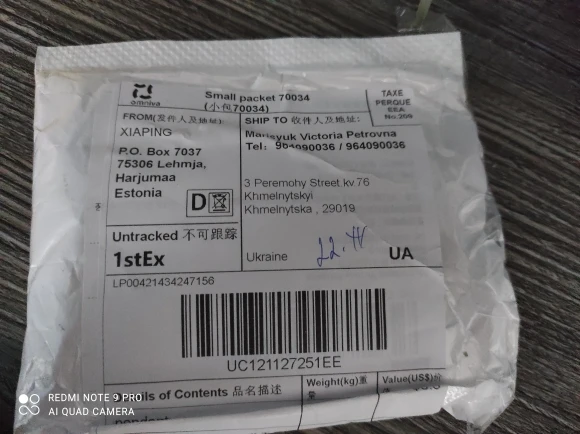 omniva
Small packet 70034
(小包70034)
TAXE
PERQUE
EEA
No.209
FROM(发件人及地址):
XIAPING
P.O. Box 7037
75306 Lehmja,
Harjumaa
Estonia
D
SHIP TO 收件人及地址:
Marieyuk Victoria Petrovna
Tel: 964090036 / 964090036
3 Peremohy Street kv 76
Khmelnytskyi
Khmelnytska , 29019
Untracked 不可跟踪
1stEx
Ukraine
UA
LP00421434247156
UC121127251EE
of Contents 品名描述
Weight(kg)重
Value(US$)
REDMI NOTE 9 PRO
AI QUAD CAMERA